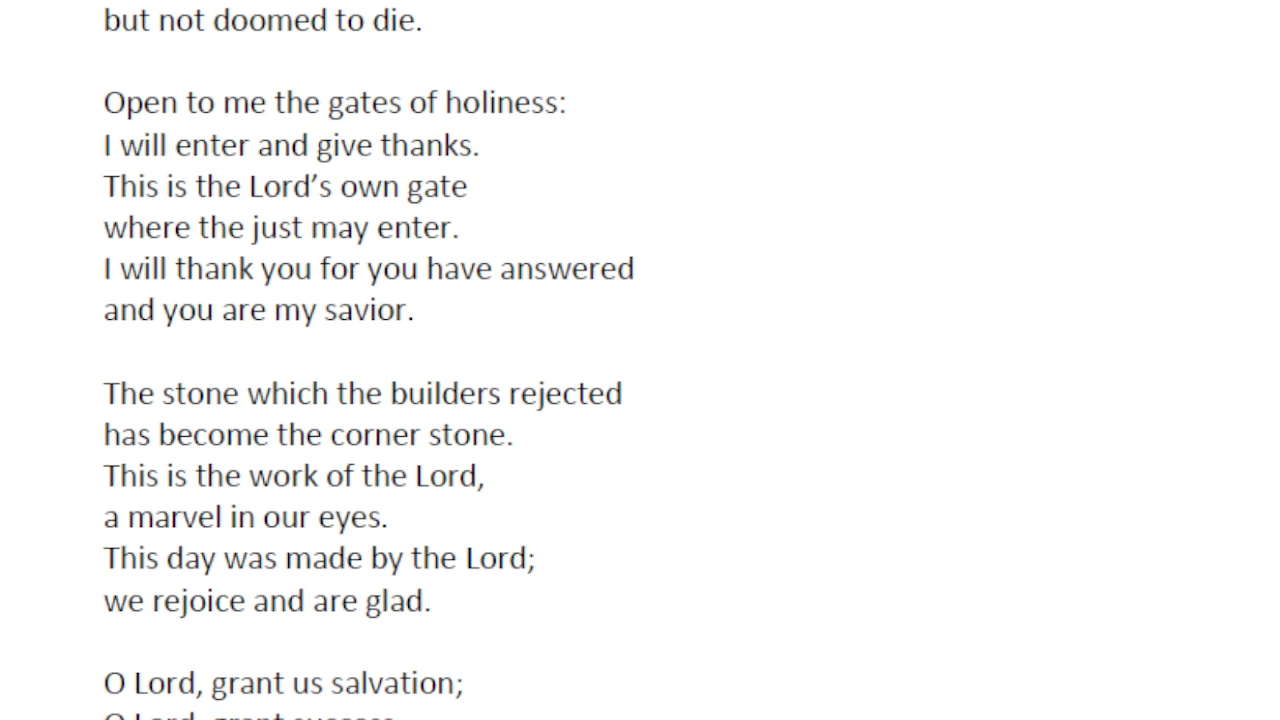 but not doomed to die.
Open to me the gates of holiness:
I will enter and give thanks.
This is the Lord’s own gate
where the just may enter.
I will thank you for you have answered
and you are my savior.
The stone which the builders rejected
has become the corner stone.
This is the work of the Lord,
a marvel in our eyes.
This day was made by the Lord;
we rejoice and are glad.
O Lord, grant us salvation;
O Lord, grant success